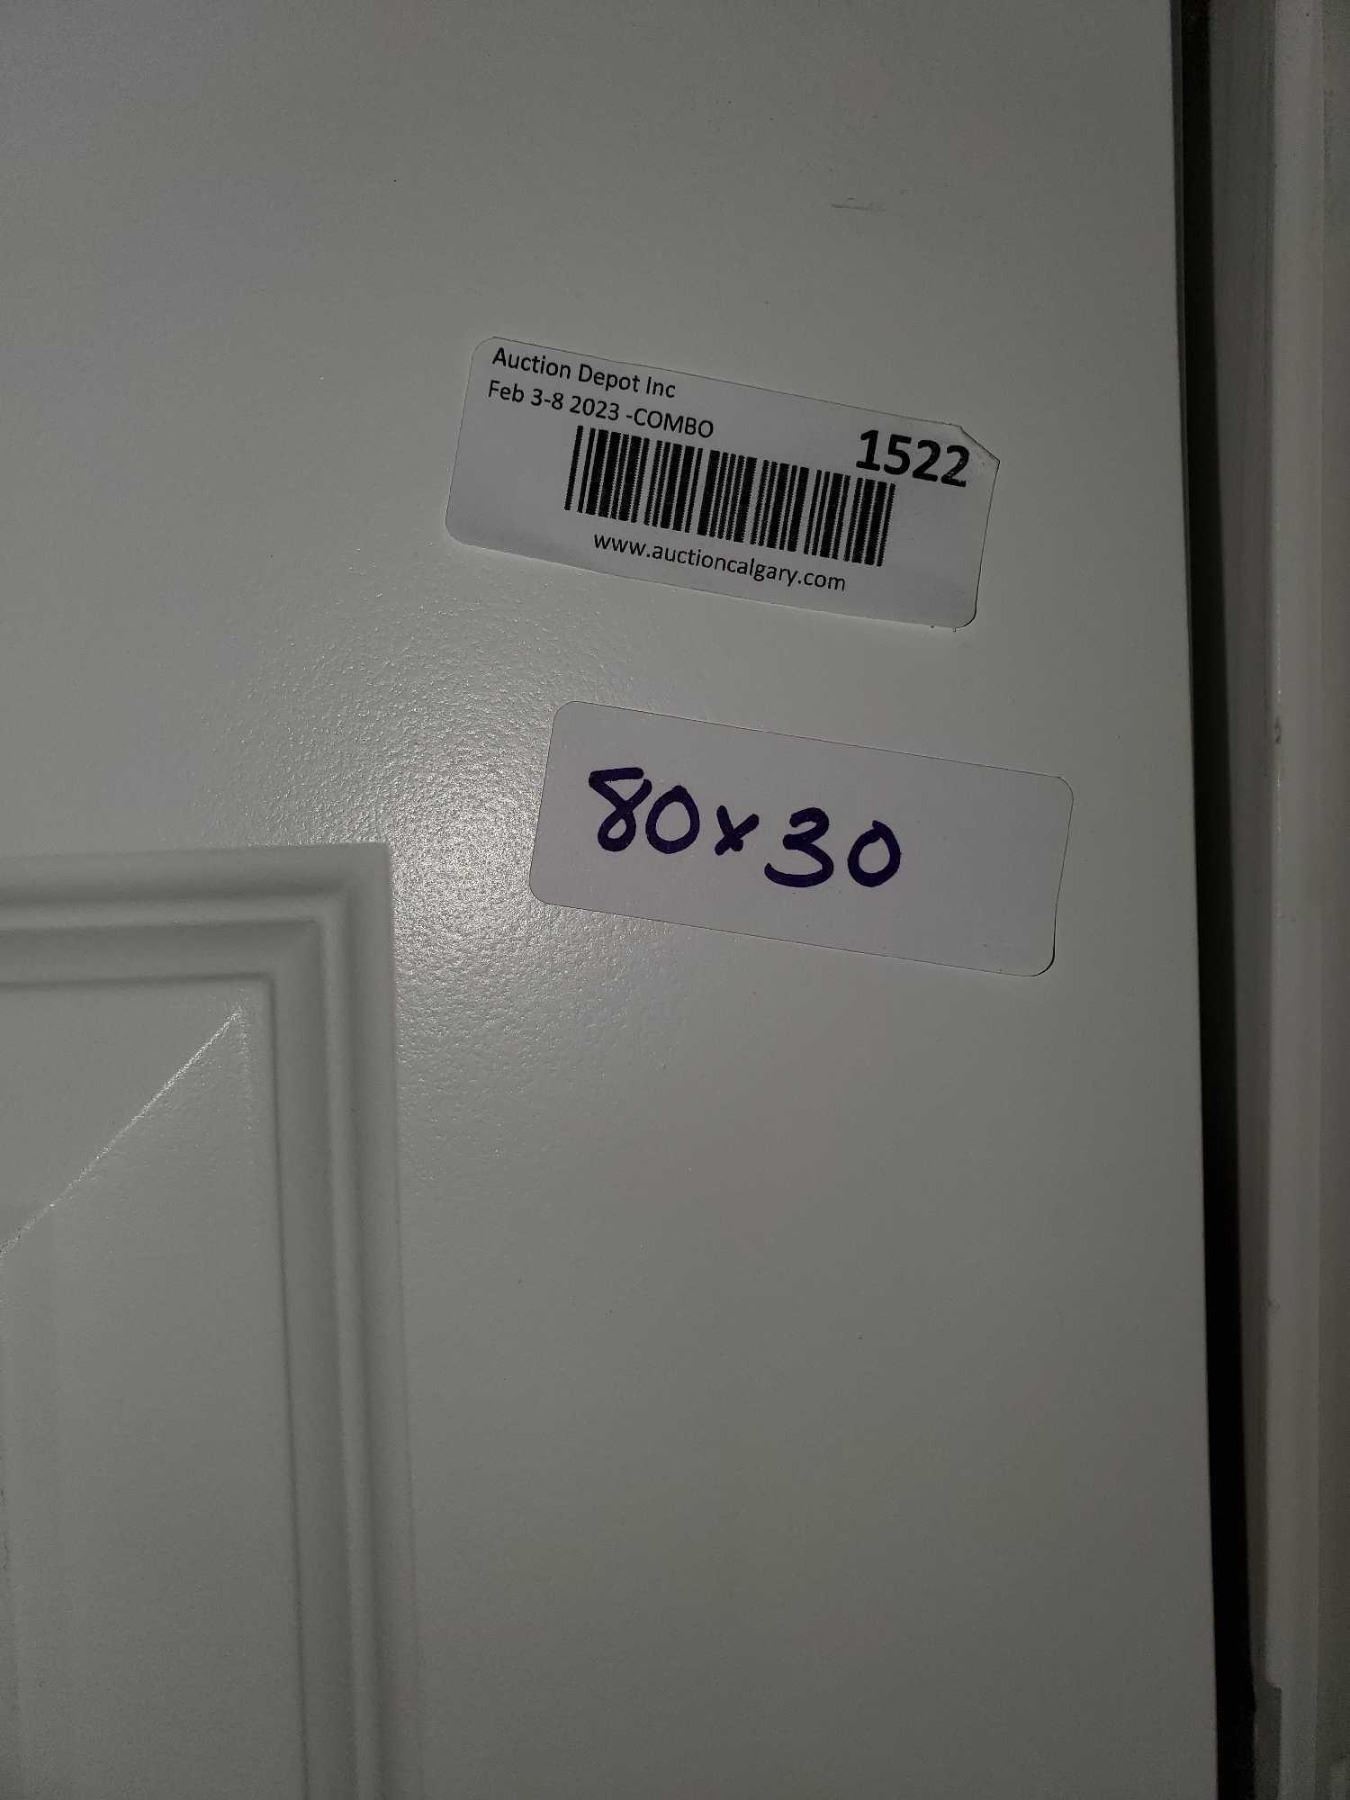 Auction Depot Inc
Feb 3-8 2023 -COMBO
1522
www.auctioncalgary.com
80x30